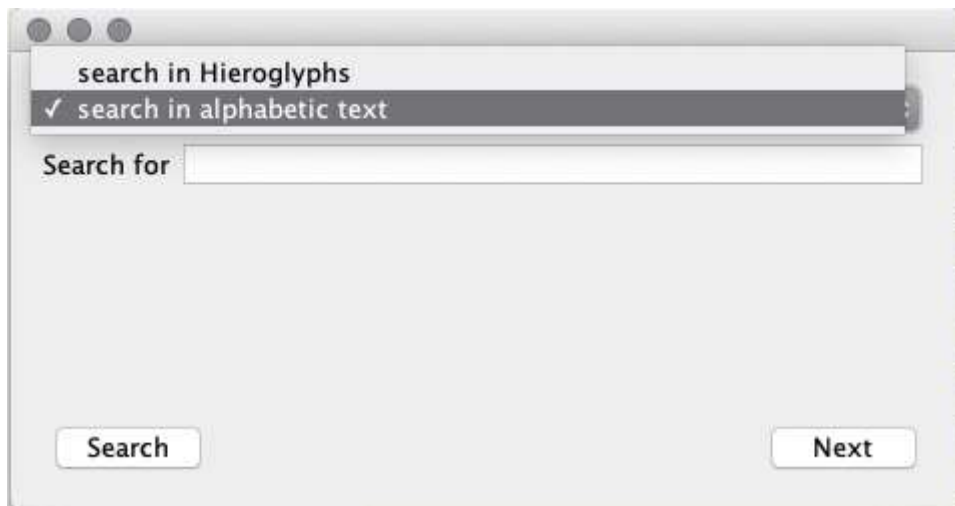 search in Hieroglyphs
✓ search in alphabetic text
Search for
Search
Next